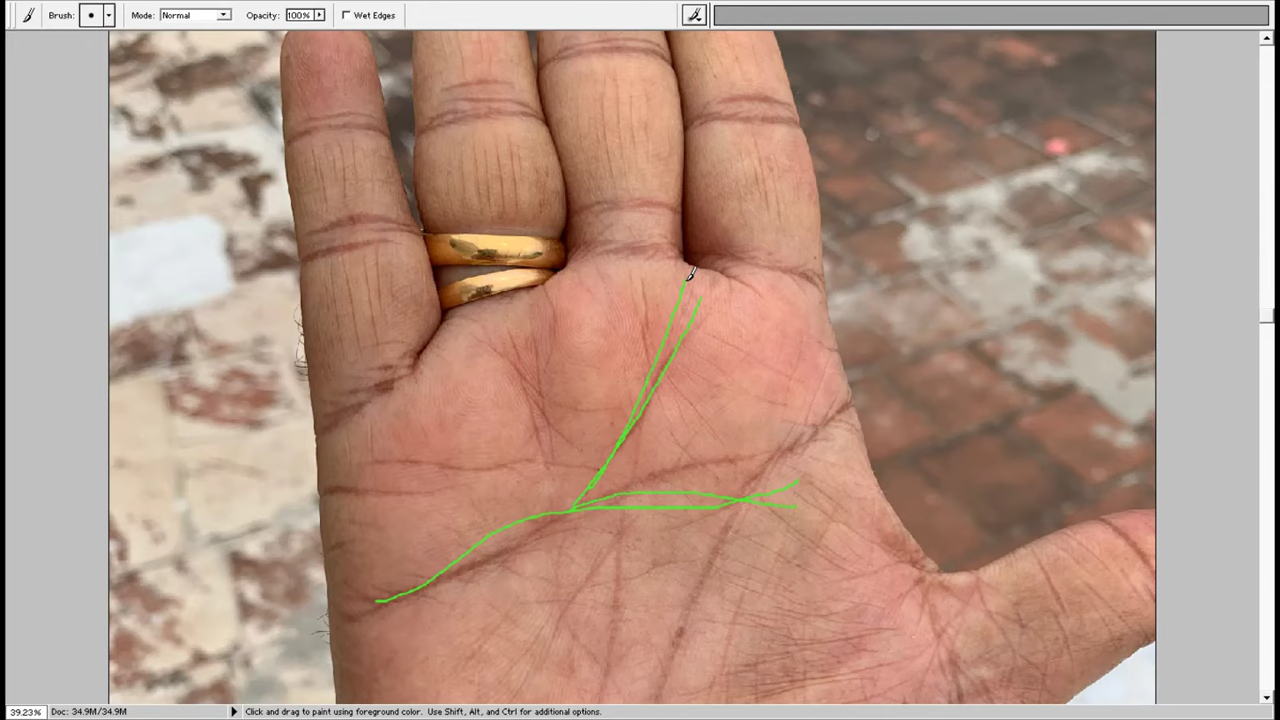 Brush: Mode: Normal Opacity: 100% Wet Edges
39.23% Doc: 34.9M/34.9M Click and drag to paint using foreground color. Use Shift, Alt, and Ctrl for additional options.